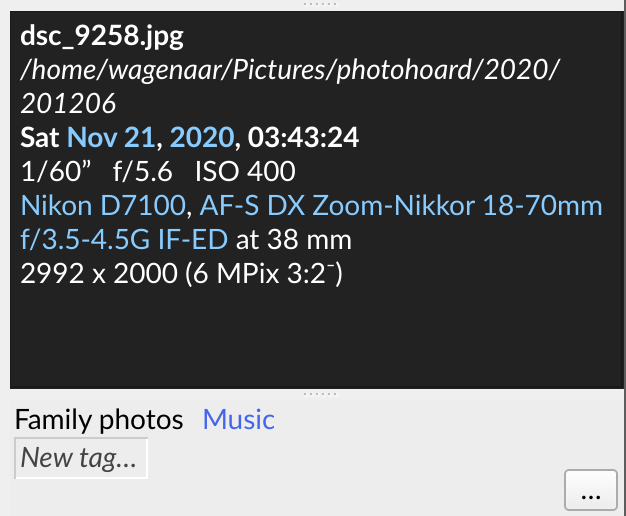 dsc_9258.jpg
/home/wagenaar/Pictures/photohoard/2020/
201206
Sat Nov 21, 2020, 03:43:24
1/60” f/5.6 ISO 400
Nikon D7100, AF-S DX Zoom-Nikkor 18-70mm
f/3.5-4.5G IF-ED at 38 mm
2992 x 2000 (6 MPix 3:2⁻)
Family photos Music
New tag...
...